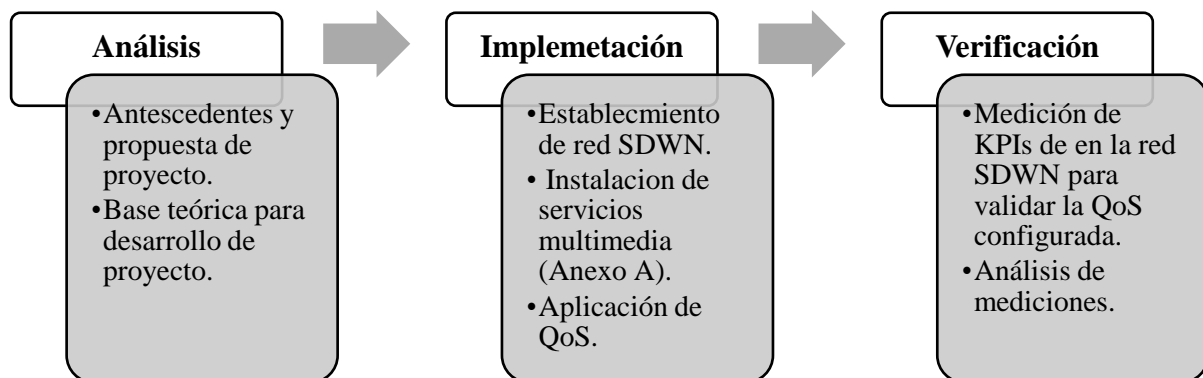 Análisis
•Antescedentes y
propuesta de
proyecto.
•Base teórica para
desarrollo de
proyecto.
Implemetación
•Establecmiento
de red SDWN.
• Instalacion de
servicios
multimedia
(Anexo A).
•Aplicación de
QoS.
Verificación
•Medición de
KPIs de en la red
SDWN para
validar la QoS
configurada.
•Análisis de
mediciones.